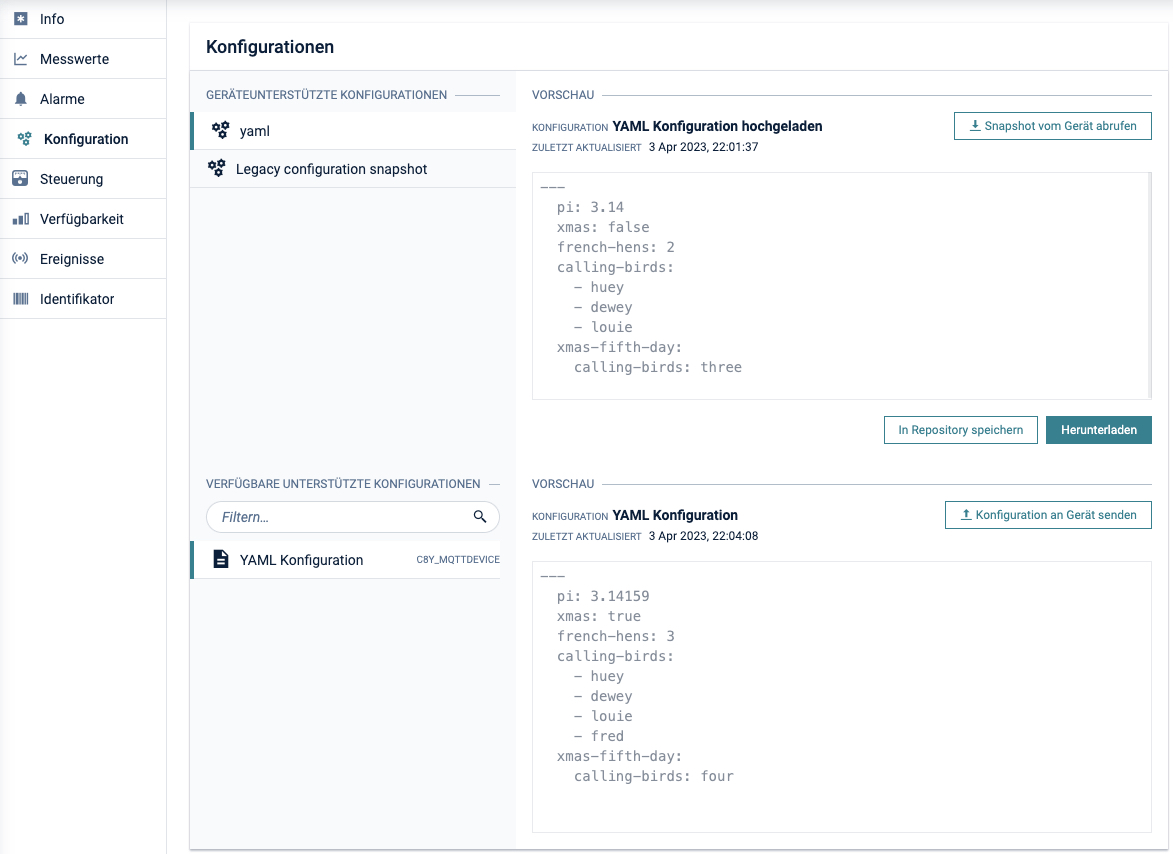 Info
Messwerte
Alarme
Konfiguration
Steuerung
Verfügbarkeit
Ereignisse
Identifikator
Konfigurationen
GERÄTEUNTERSTÜTZTE KONFIGURATIONEN
yaml
Legacy configuration snapshot
VORSCHAU
KONFIGURATION YAML Konfiguration hochgeladen
Snapshot vom Gerät abrufen
ZULETZT AKTUALISIERT 3 Apr 2023, 22:01:37
---
  pi: 3.14
  xmas: false
  french-hens: 2
  calling-birds:
    - huey
    - dewey
    - louie
  xmas-fifth-day:
    calling-birds: three
In Repository speichern
Herunterladen
VERFÜGBARE UNTERSTÜTZTE KONFIGURATIONEN
Filtern...
YAML Konfiguration C8Y_MQTTDEVICE
VORSCHAU
KONFIGURATION YAML Konfiguration
Konfiguration an Gerät senden
ZULETZT AKTUALISIERT 3 Apr 2023, 22:04:08
---
  pi: 3.14159
  xmas: true
  french-hens: 3
  calling-birds:
    - huey
    - dewey
    - louie
    - fred
  xmas-fifth-day:
    calling-birds: four